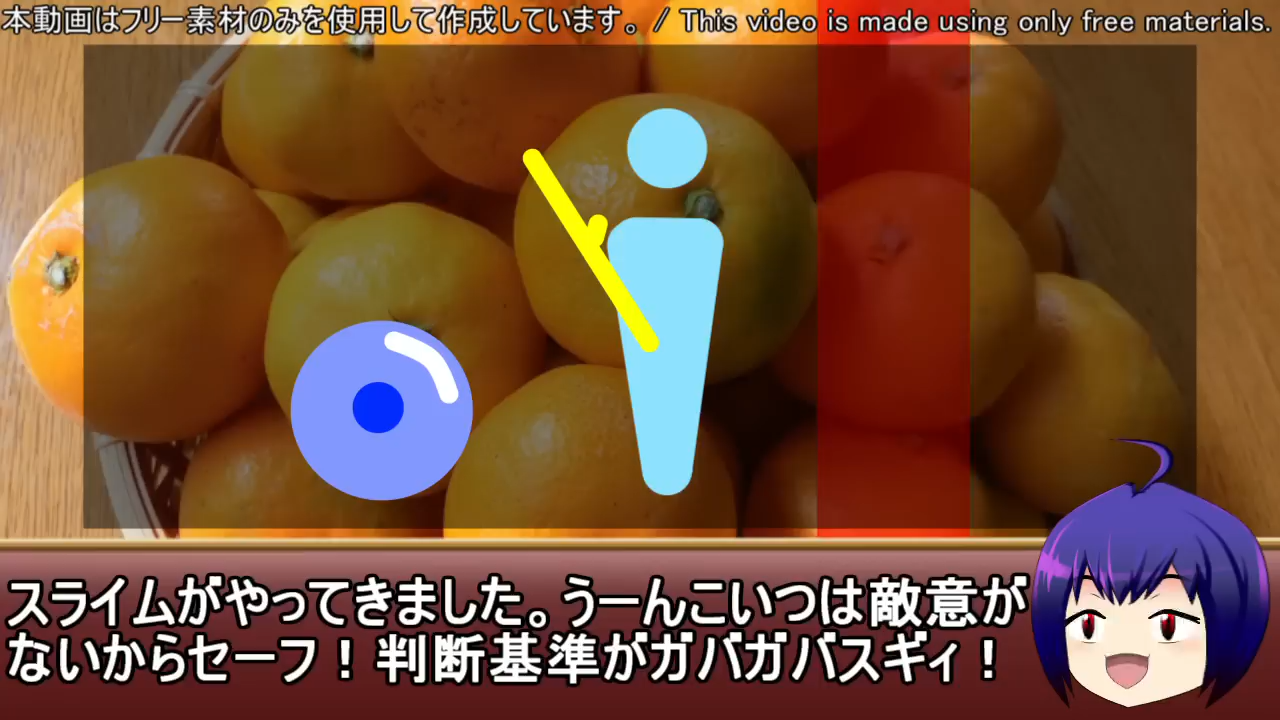 本動画はフリー素材のみを使用して作成しています。/ This video is made using only free materials.
スライムがやってきました。うーんこいつは敵意が
ないからセーフ！判断基準がガバガバスギィ！